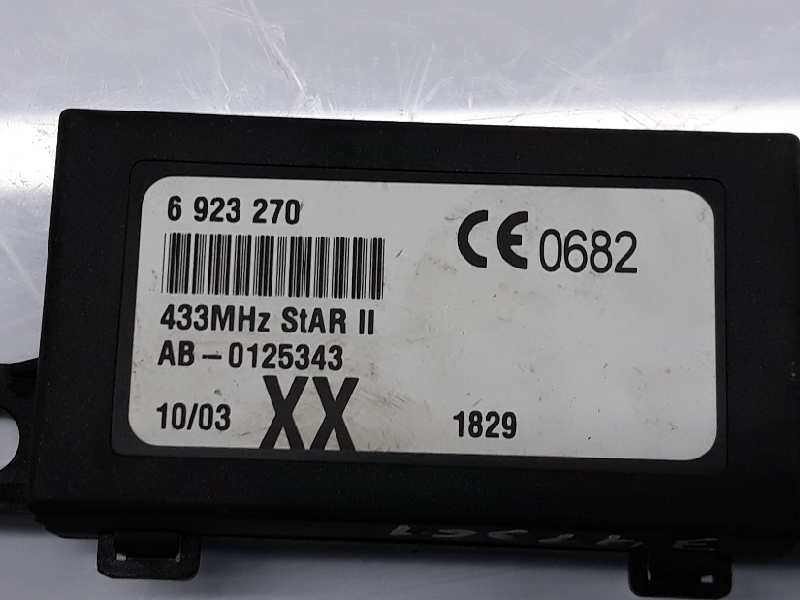 6 923 270
CE 0682
433MHz StAR II
AB-0125343
10/03 XX 1829